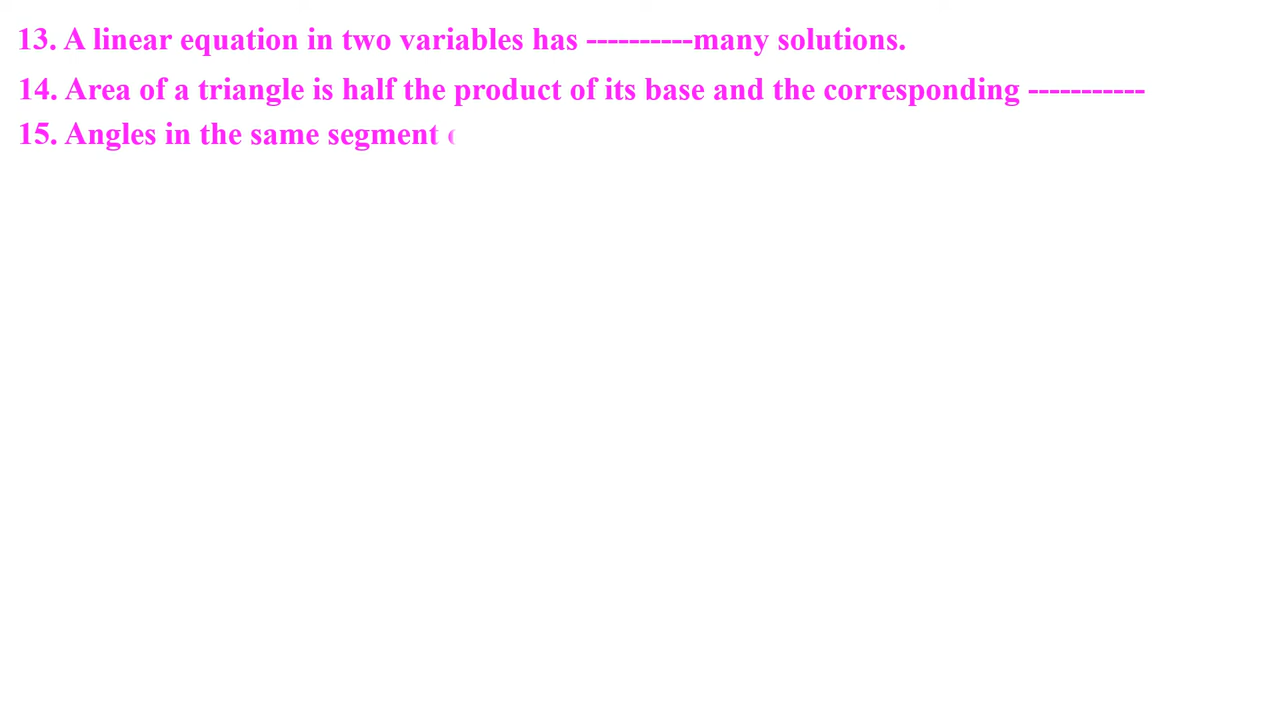 13. A linear equation in two variables has ----------many solutions.
14. Area of a triangle is half the product of its base and the corresponding -----------
15. Angles in the same segment